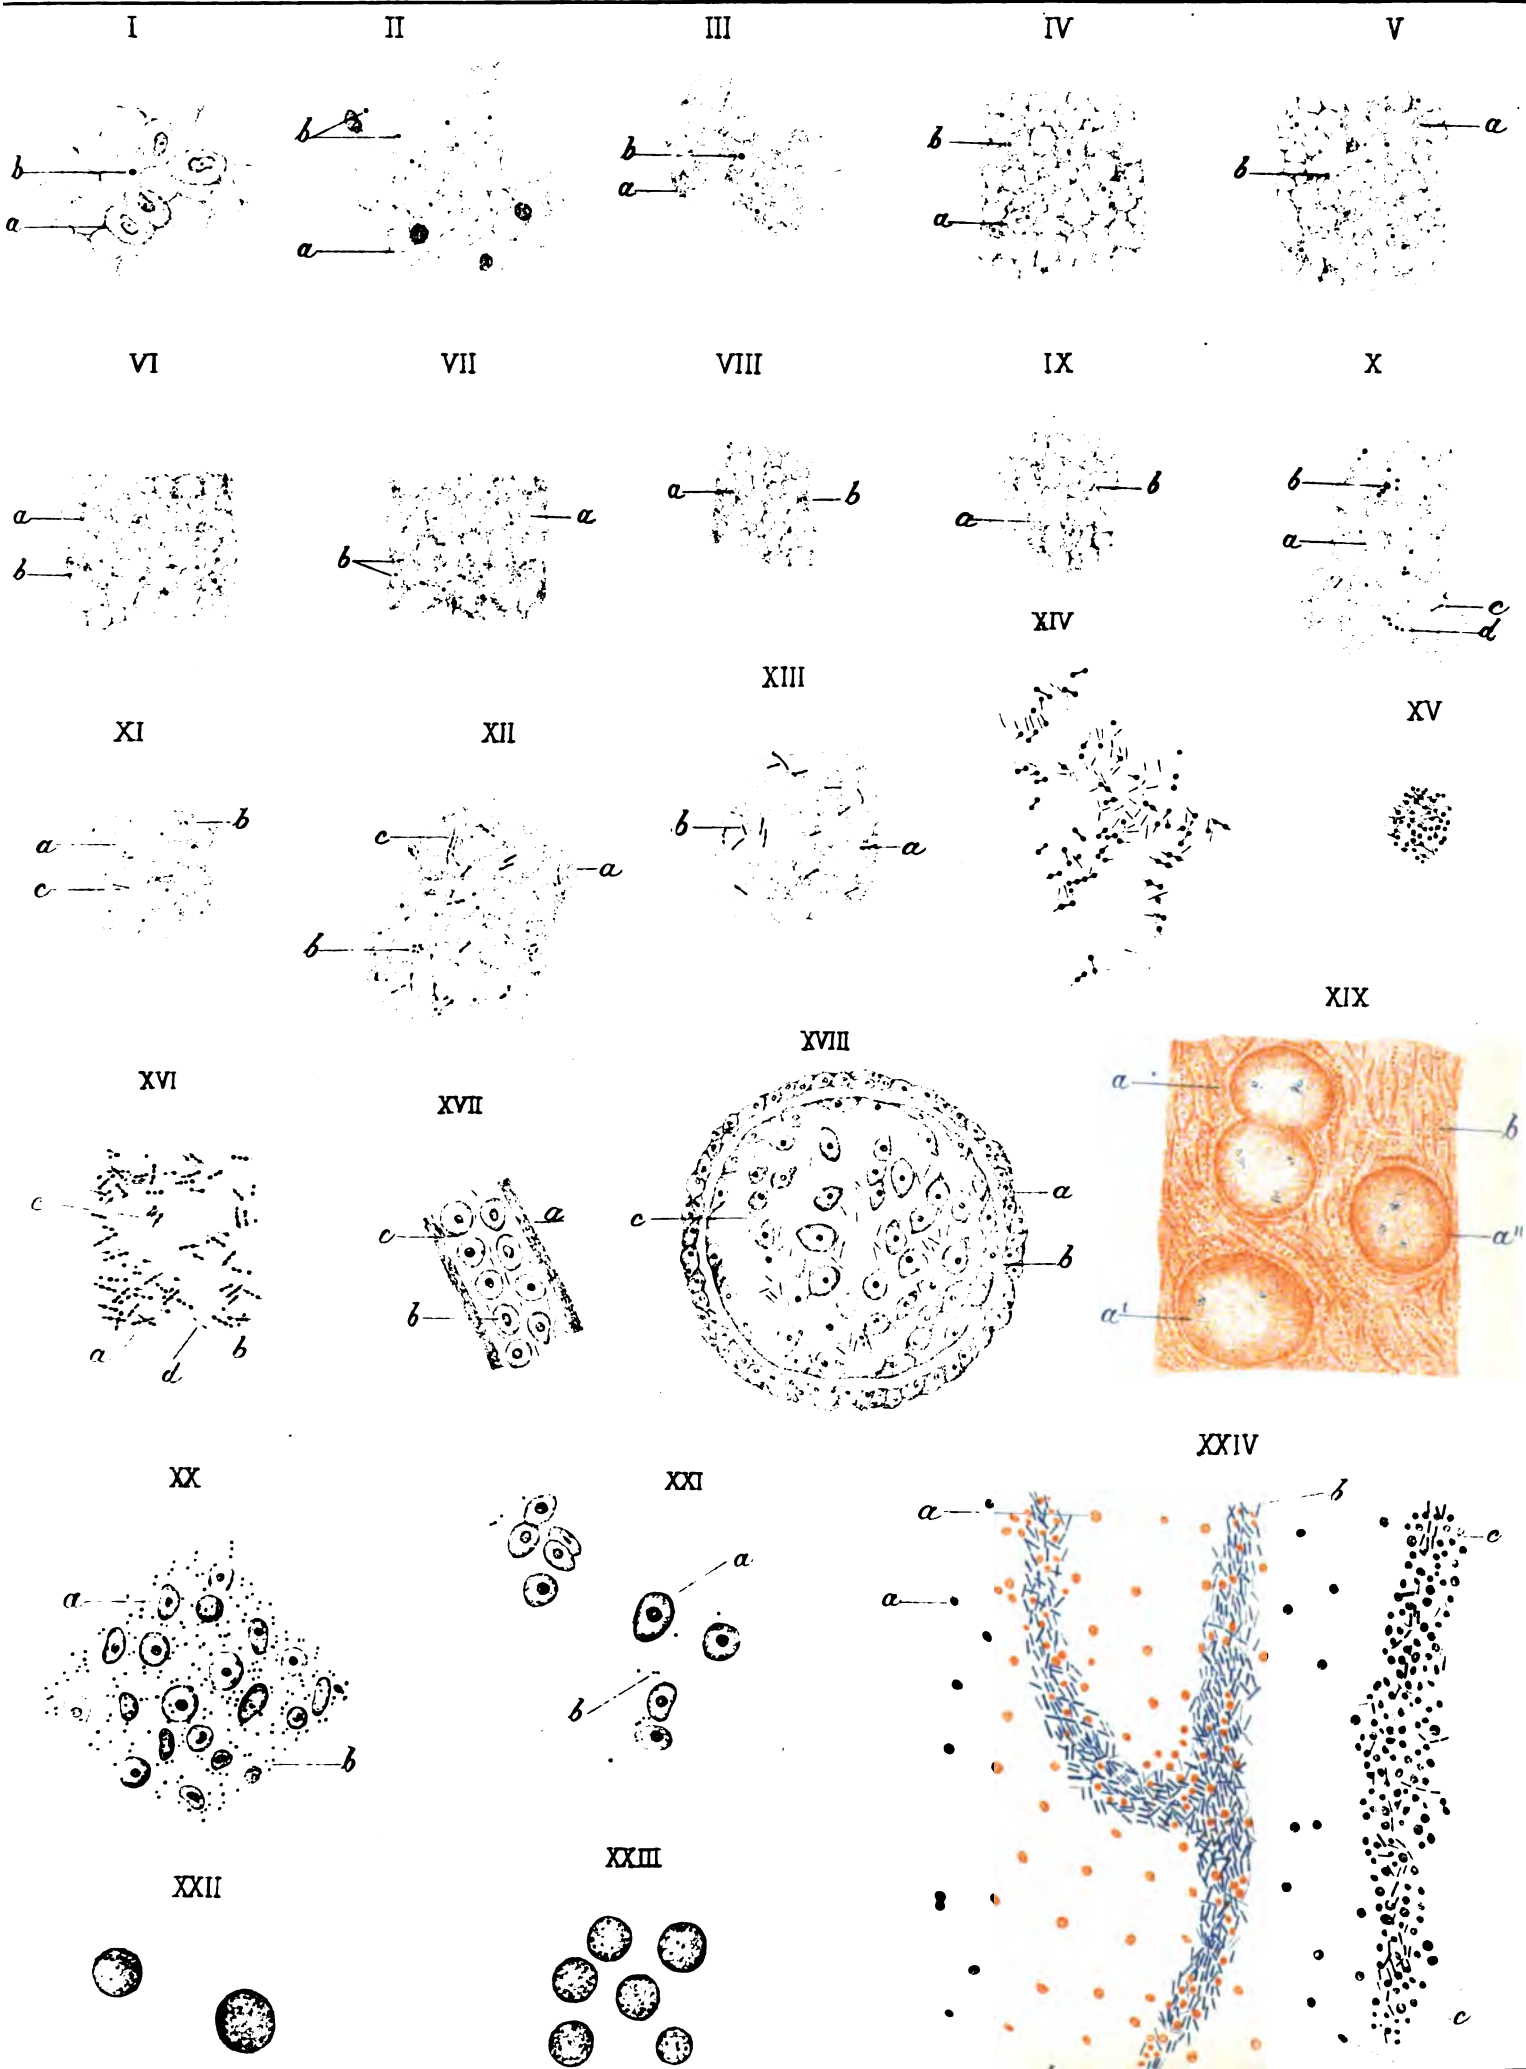 I II III IV V
b b b b a
a a a a b
VI VII VIII IX X
a a a b b
b b b a a
c
d
XIV
XIII
XI XII XV
a b c b a
c a
b
XIX
XVIII
XVI XVII
a b
c a a
c c b a"
b a'
a d b
XXIV
XX XXI
a b
a a a c
b b
XXII XXIII
c